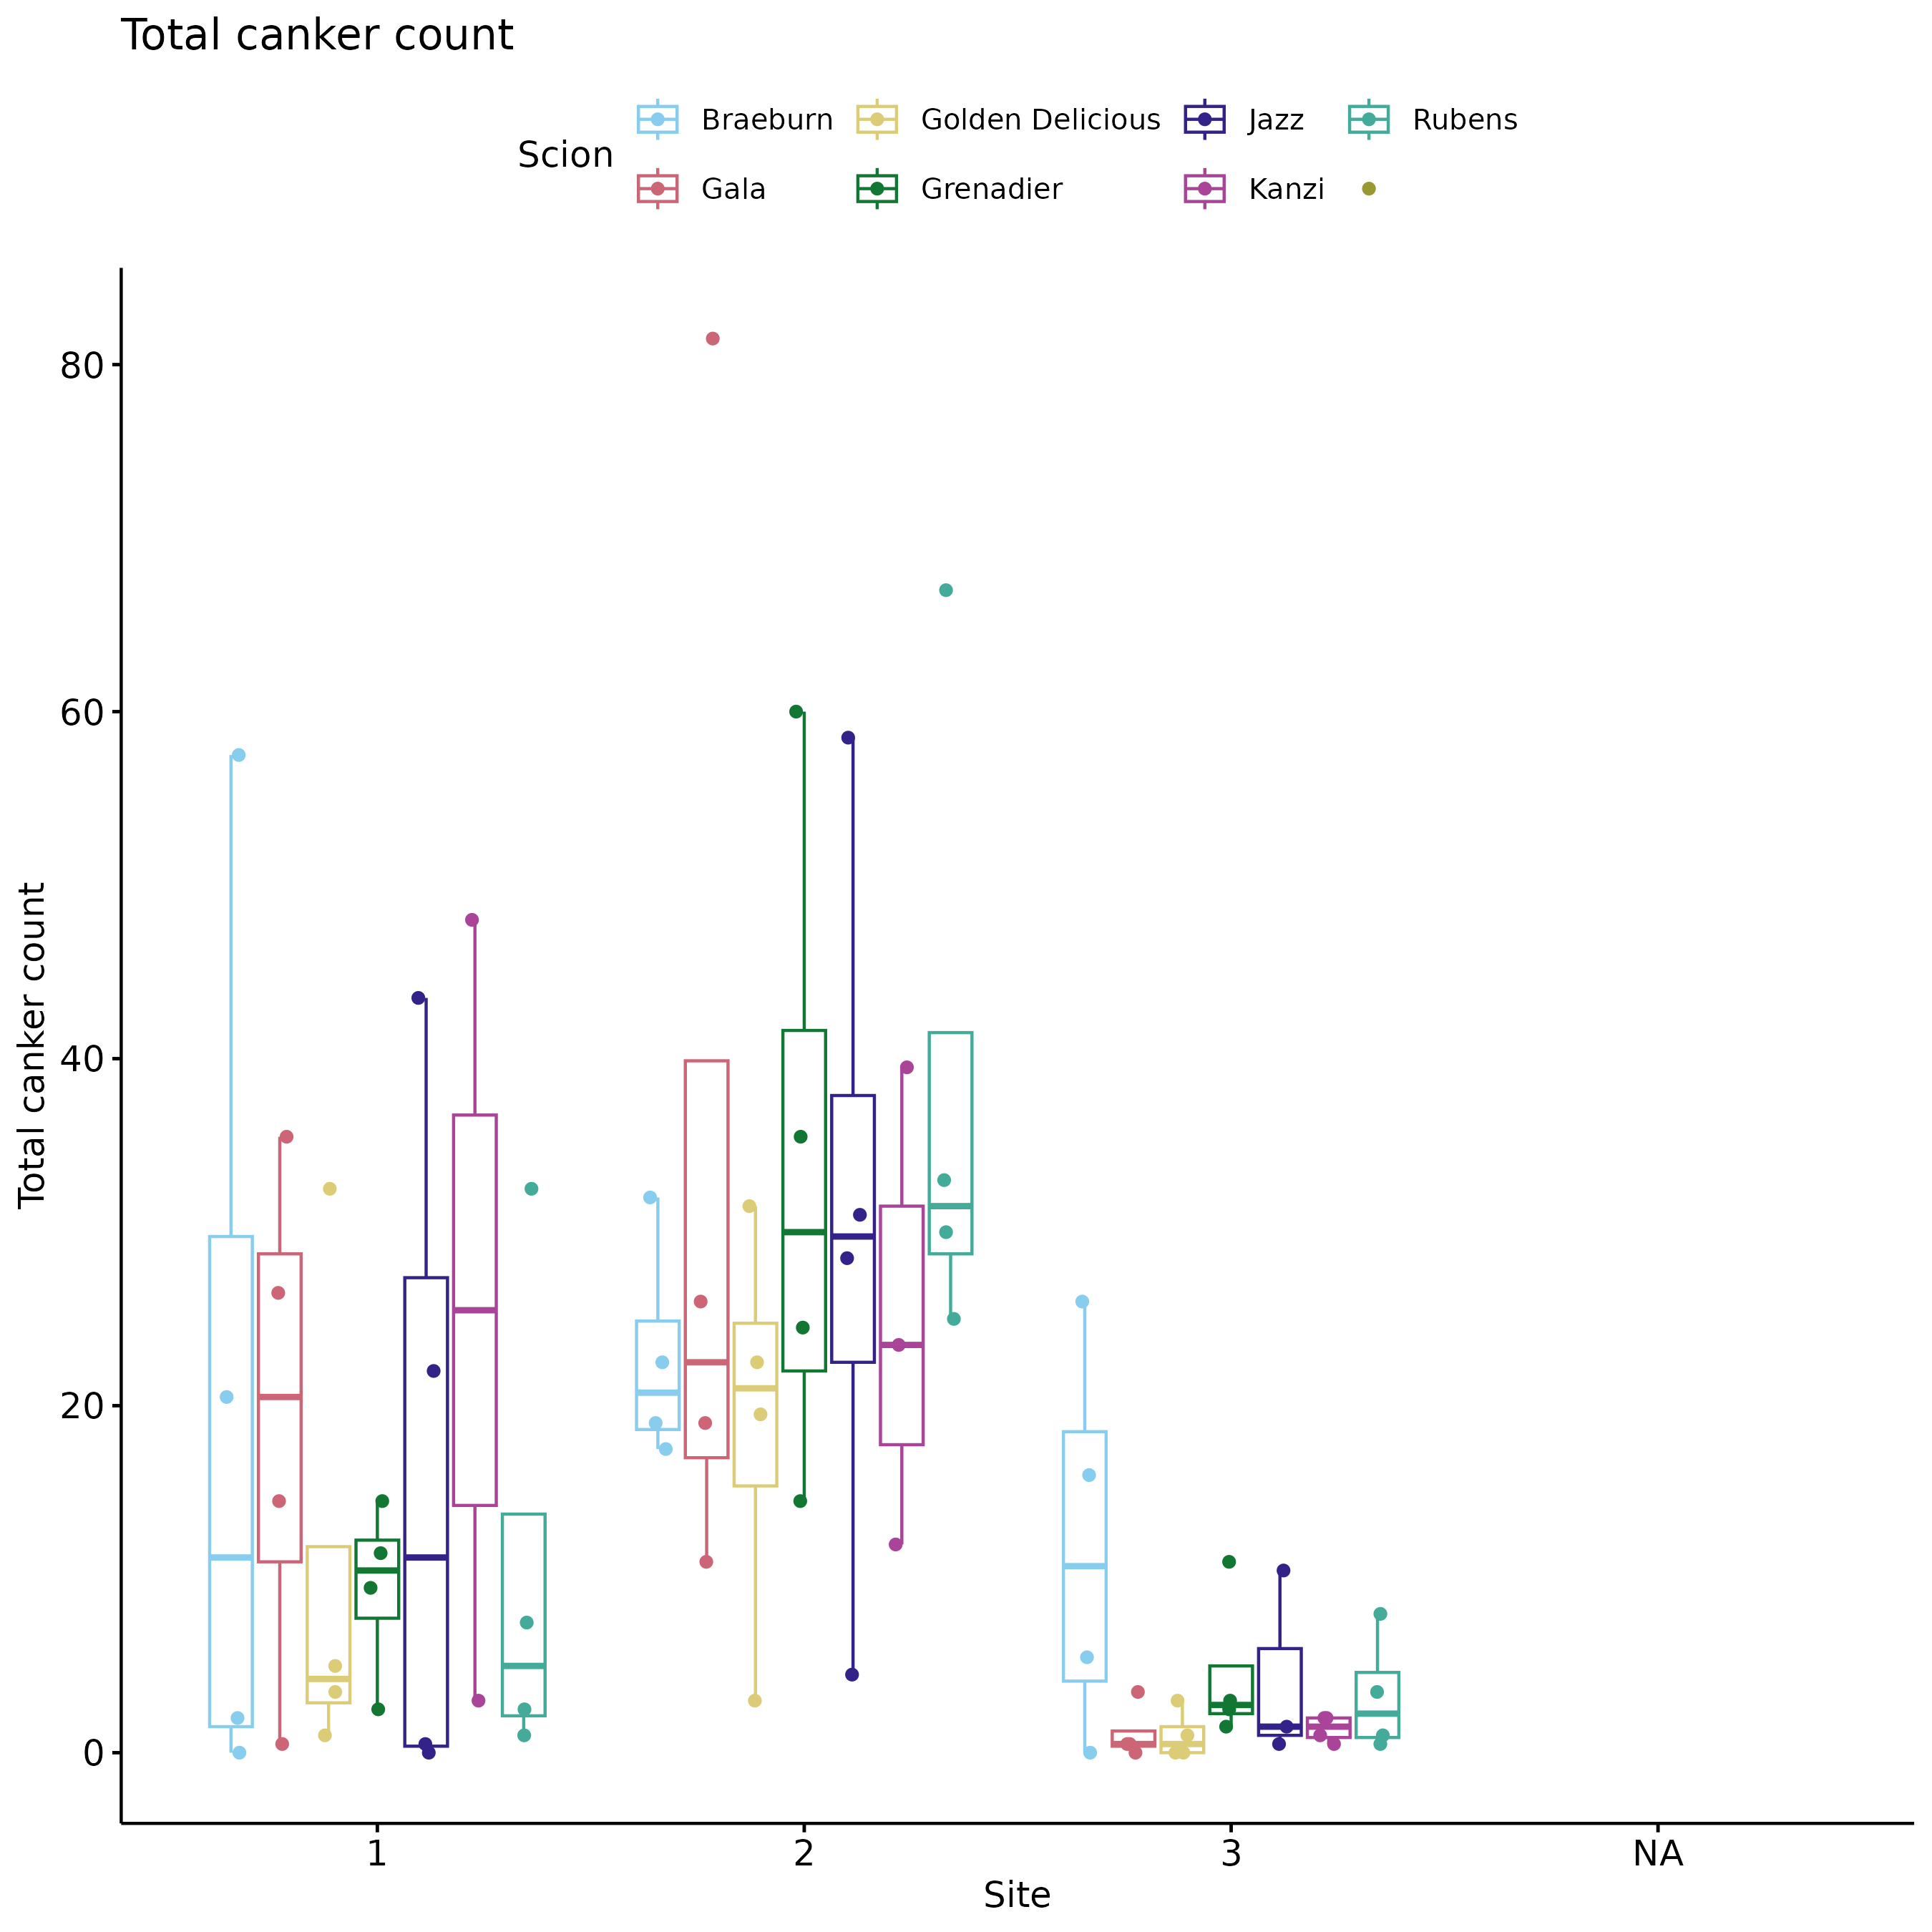 Total canker count
Scion
Braeburn Golden Delicious Jazz Rubens
Gala Grenadier Kanzi
80
60
40
20
0
Total canker count
1 2 3 NA
Site